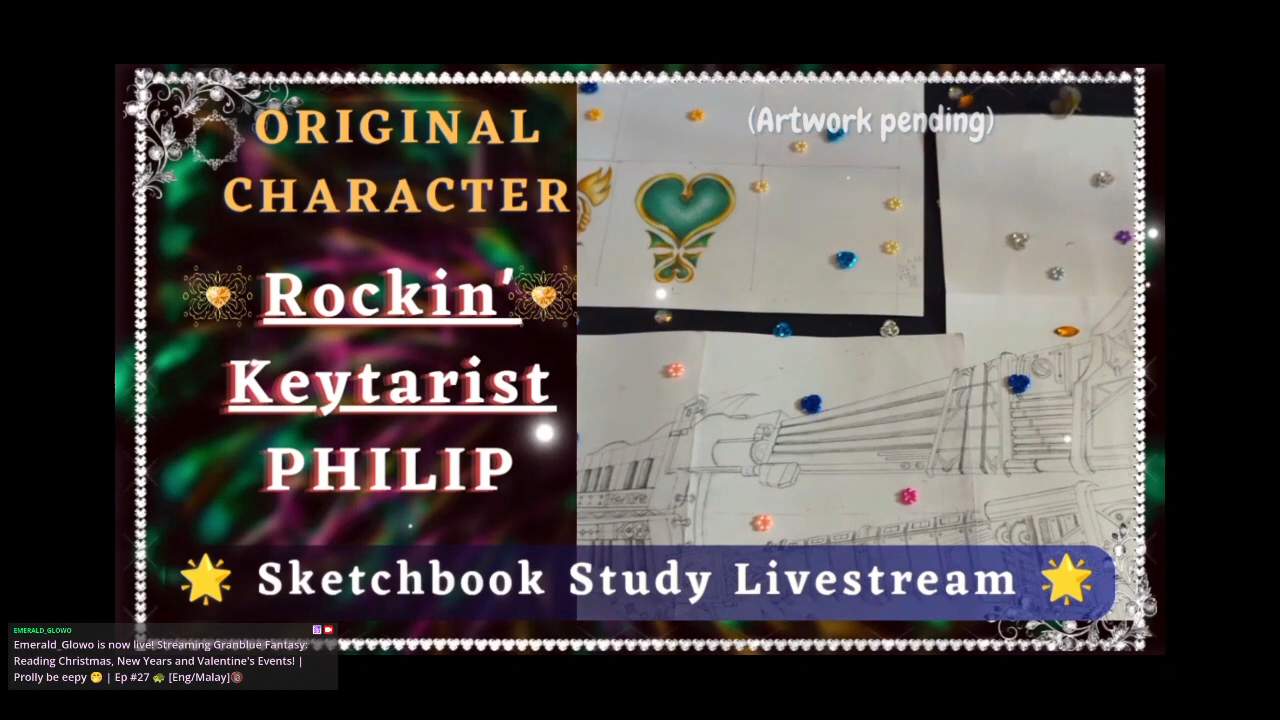 ORIGINAL
CHARACTER
Rockin'
Keytarist
PHILIP
(Artwork pending)
🌟 Sketchbook Study Livestream 🌟
EMERALD_GLOWO
Emerald_Glowo is now live! Streaming Granblue Fantasy:
Reading Christmas, New Years and Valentine's Events! |
Prolly be eepy 🤭 | Ep #27 🐢 [Eng/Malay]🔞